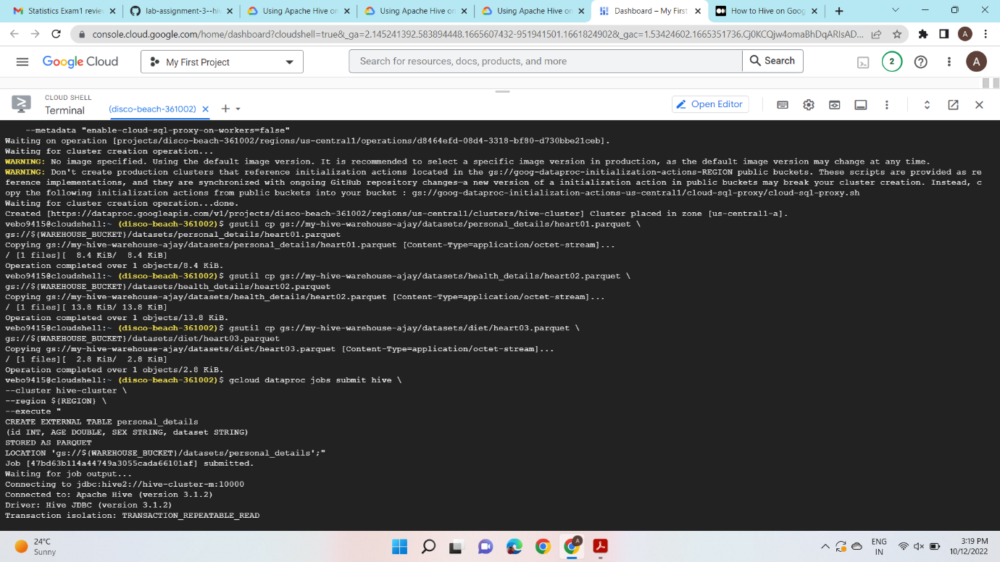 Statistics Exam1 review
lab-assignment-3--hi
Using Apache Hive on
Using Apache Hive on
Using Apache Hive on
Dashboard – My First
How to Hive on Goog
console.cloud.google.com/home/dashboard?cloudshell=true&_ga=2.145241392.583894448.1665607432-951941501.1661824902&_gac=1.53424602.1665351736.Cj0KCQjw4omaBhDqARIsAD...
A
Google Cloud
My First Project
Search for resources, docs, products, and more
Search
2
A
CLOUD SHELL
Terminal
(disco-beach-361002)
Open Editor
--metadata "enable-cloud-sql-proxy-on-workers=false"
Waiting on operation [projects/disco-beach-361002/regions/us-central1/operations/d8464efd-08d4-3318-bf80-d730bbe21ceb].
Waiting for cluster creation operation...
WARNING: No image specified. Using the default image version. It is recommended to select a specific image version in production, as the default image version may change at any time.
WARNING: Don't create production clusters that reference initialization actions located in the gs://goog-dataproc-initialization-actions-REGION public buckets. These scripts are provided as re
ference implementations, and they are synchronized with ongoing GitHub repository changes—a new version of a initialization action in public buckets may break your cluster creation. Instead, c
opy the following initialization actions from public buckets into your bucket : gs://goog-dataproc-initialization-actions-us-central1/cloud-sql-proxy/cloud-sql-proxy.sh
Waiting for cluster creation operation...done.
Created [https://dataproc.googleapis.com/v1/projects/disco-beach-361002/regions/us-central1/clusters/hive-cluster] Cluster placed in zone [us-central1-a].
vebo9415@cloudshell:~ (disco-beach-361002)$ gsutil cp gs://my-hive-warehouse-ajay/datasets/personal_details/heart01.parquet \
gs://${WAREHOUSE_BUCKET}/datasets/personal_details/heart01.parquet
Copying gs://my-hive-warehouse-ajay/datasets/personal_details/heart01.parquet [Content-Type=application/octet-stream]...
/ [1 files][  8.4 KiB/  8.4 KiB]
Operation completed over 1 objects/8.4 KiB.
vebo9415@cloudshell:~ (disco-beach-361002)$ gsutil cp gs://my-hive-warehouse-ajay/datasets/health_details/heart02.parquet \
gs://${WAREHOUSE_BUCKET}/datasets/health_details/heart02.parquet
Copying gs://my-hive-warehouse-ajay/datasets/health_details/heart02.parquet [Content-Type=application/octet-stream]...
/ [1 files][ 13.8 KiB/ 13.8 KiB]
Operation completed over 1 objects/13.8 KiB.
vebo9415@cloudshell:~ (disco-beach-361002)$ gsutil cp gs://my-hive-warehouse-ajay/datasets/diet/heart03.parquet \
gs://${WAREHOUSE_BUCKET}/datasets/diet/heart03.parquet
Copying gs://my-hive-warehouse-ajay/datasets/diet/heart03.parquet [Content-Type=application/octet-stream]...
/ [1 files][  2.8 KiB/  2.8 KiB]
Operation completed over 1 objects/2.8 KiB.
vebo9415@cloudshell:~ (disco-beach-361002)$ gcloud dataproc jobs submit hive \
--cluster hive-cluster \
--region ${REGION} \
--execute "
CREATE EXTERNAL TABLE personal_details
(id INT, AGE DOUBLE, SEX STRING, dataset STRING)
STORED AS PARQUET
LOCATION 'gs://${WAREHOUSE_BUCKET}/datasets/personal_details';"
Job [47bd63b114a44749a3055cada66101af] submitted.
Waiting for job output...
Connecting to jdbc:hive2://hive-cluster-m:10000
Connected to: Apache Hive (version 3.1.2)
Driver: Hive JDBC (version 3.1.2)
Transaction isolation: TRANSACTION_REPEATABLE_READ
24°C
Sunny
A
ENG
IN
3:19 PM
10/12/2022